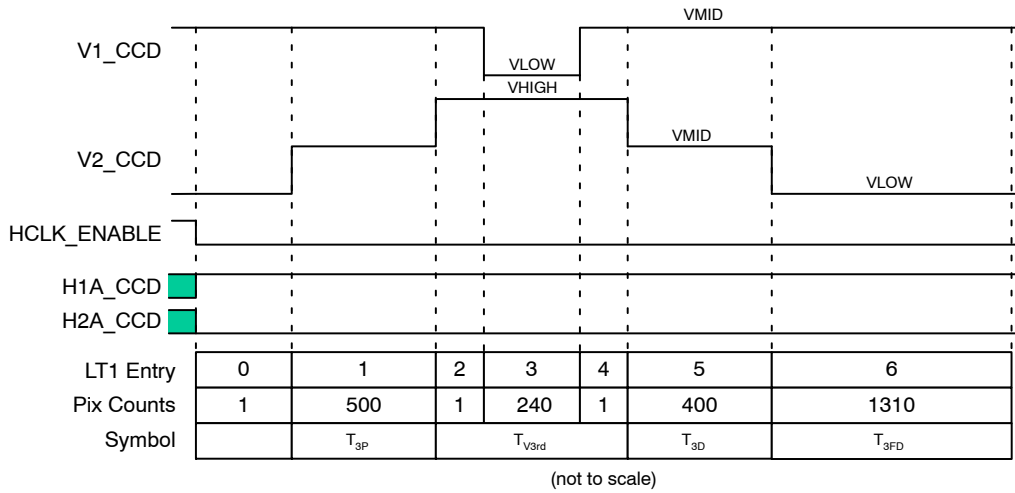 VMID
V1_CCD
VLOW
VHIGH
VMID
V2_CCD
VLOW
HCLK_ENABLE
H1A_CCD
H2A_CCD
LT1 Entry 0 1 2 3 4 5 6
Pix Counts 1 500 1 240 1 400 1310
Symbol T3P TV3rd T3D T3FD
(not to scale)